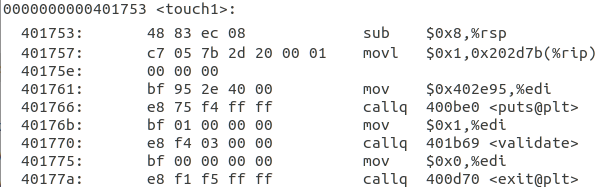 0000000000401753 <touch1>:
401753: 48 83 ec 08 sub $0x8,%rsp
401757: c7 05 7b 2d 20 00 01 movl $0x1,0x202d7b(%rip)
40175e: 00 00 00
401761: bf 95 2e 40 00 mov $0x402e95,%edi
401766: e8 75 f4 ff ff callq 400be0 <puts@plt>
40176b: bf 01 00 00 00 mov $0x1,%edi
401770: e8 f4 03 00 00 callq 401b69 <validate>
401775: bf 00 00 00 00 mov $0x0,%edi
40177a: e8 f1 f5 ff ff callq 400d70 <exit@plt>